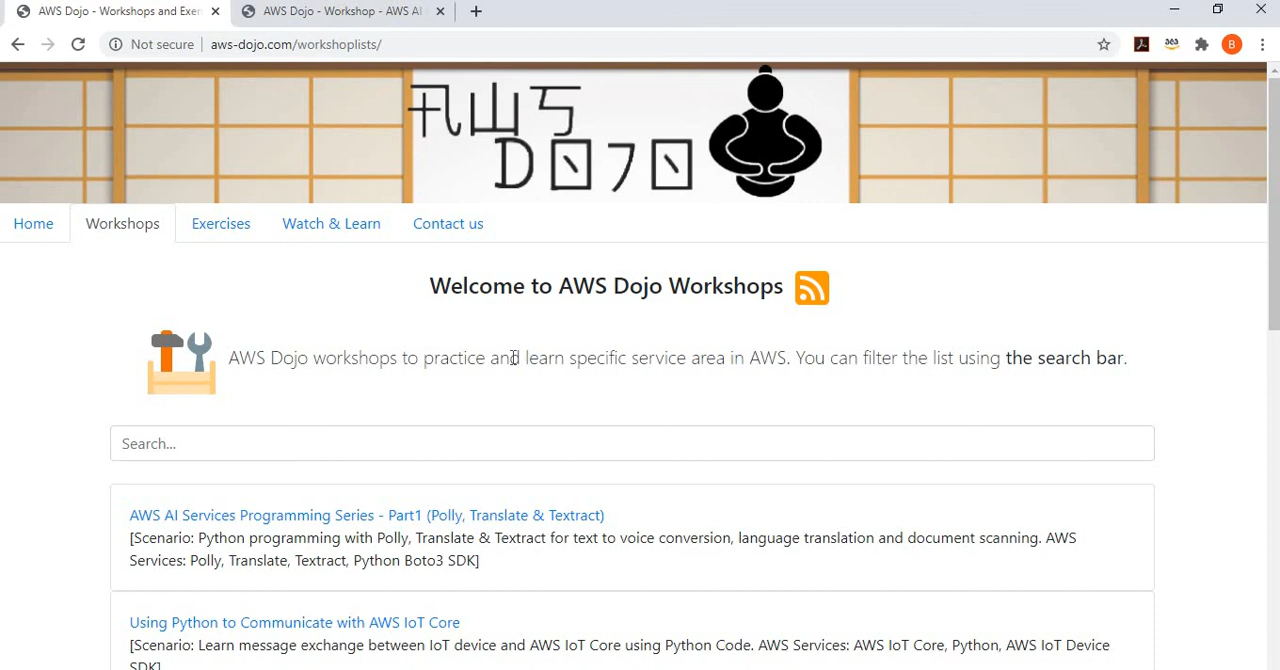 AWS Dojo - Workshops and Exer
AWS Dojo - Workshop - AWS AI
Not secure
aws-dojo.com/workshoplists/
B
AWS
DOJO
Home
Workshops
Exercises
Watch & Learn
Contact us
Welcome to AWS Dojo Workshops
AWS Dojo workshops to practice and learn specific service area in AWS. You can filter the list using the search bar.
Search...
AWS AI Services Programming Series - Part1 (Polly, Translate & Textract)
[Scenario: Python programming with Polly, Translate & Textract for text to voice conversion, language translation and document scanning. AWS
Services: Polly, Translate, Textract, Python Boto3 SDK]
Using Python to Communicate with AWS IoT Core
[Scenario: Learn message exchange between IoT device and AWS IoT Core using Python Code. AWS Services: AWS IoT Core, Python, AWS IoT Device
SDK]